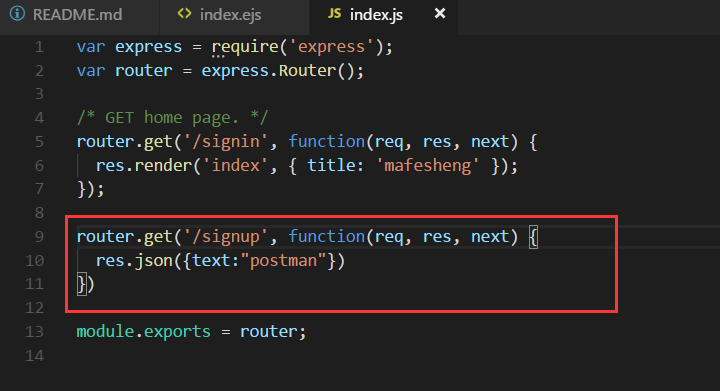 README.md index.ejs JS index.js
1 var express = require('express');
2 var router = express.Router();
3
4 /* GET home page. */
5 router.get('/signin', function(req, res, next) {
6   res.render('index', { title: 'mafesheng' });
7 });
8
9 router.get('/signup', function(req, res, next) {
10   res.json({text:"postman"})
11 })
12
13 module.exports = router;
14